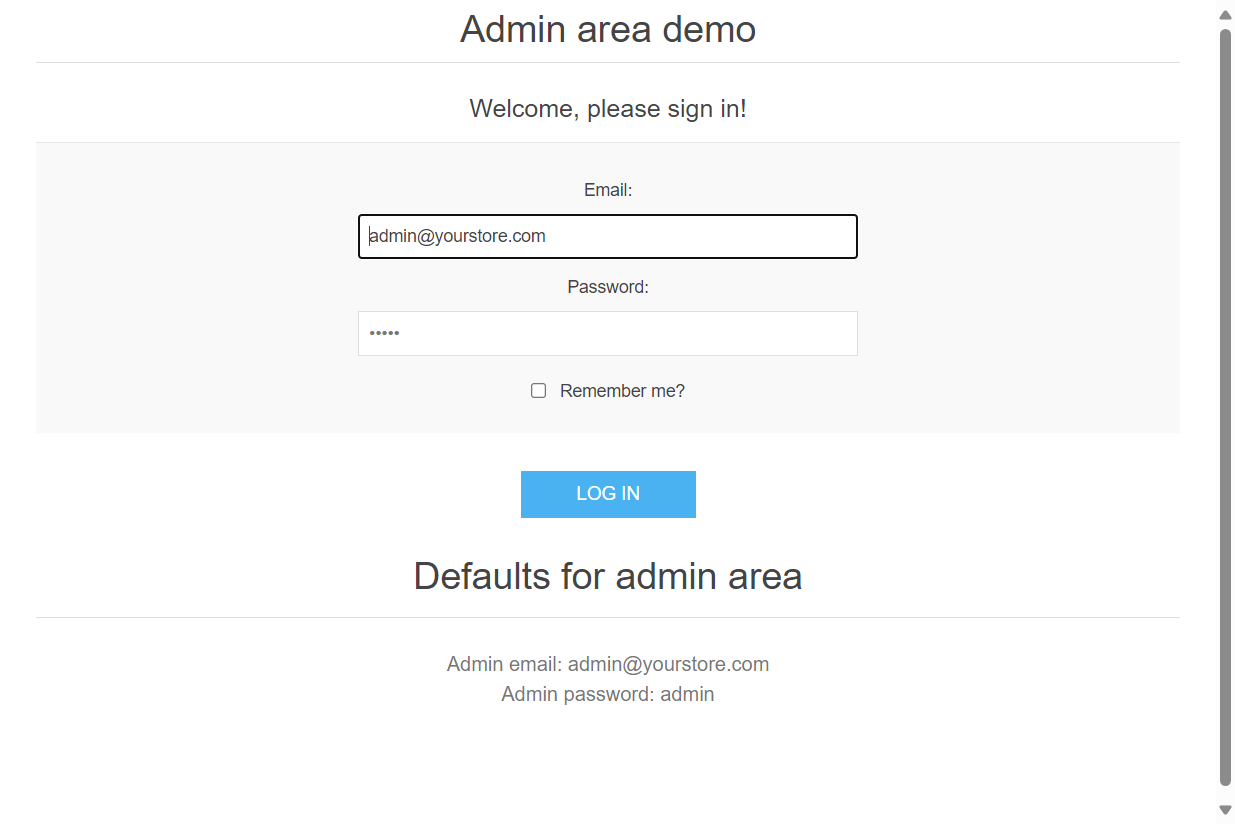 Admin area demo
Welcome, please sign in!
Email:
admin@yourstore.com
Password:
•••••
Remember me?
LOG IN
Defaults for admin area
Admin email: admin@yourstore.com
Admin password: admin